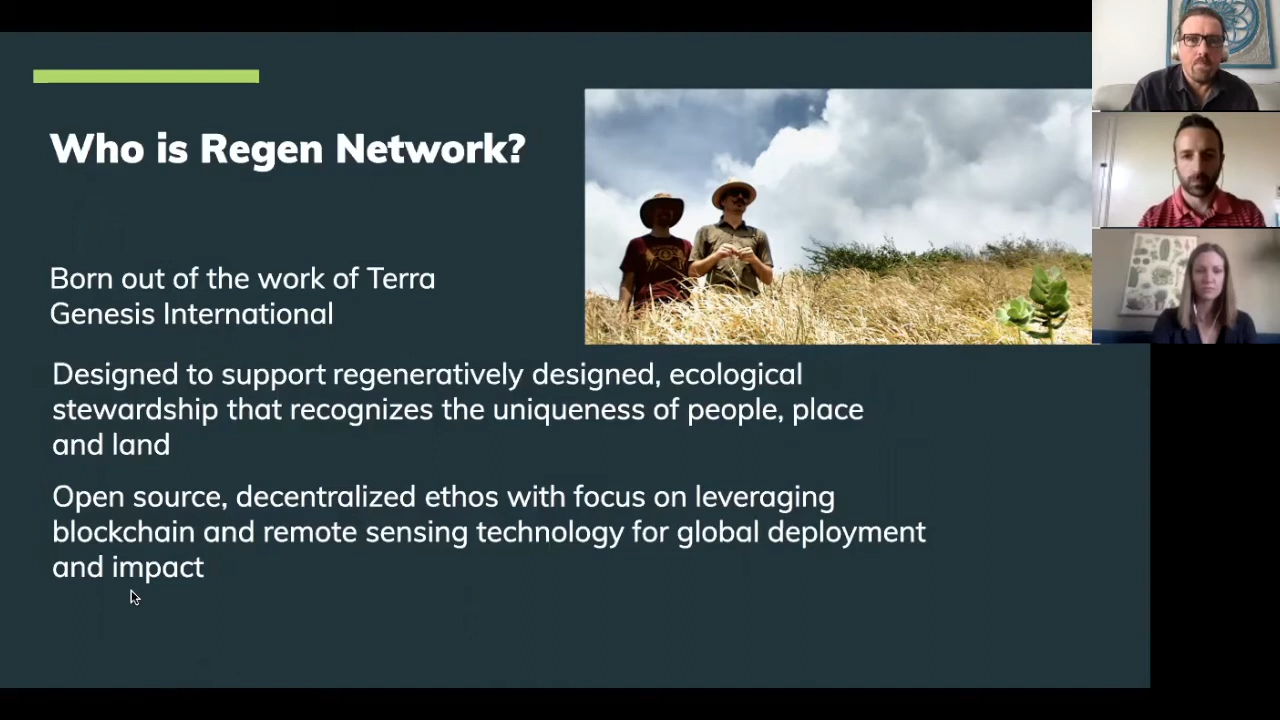 Who is Regen Network?
Born out of the work of Terra
Genesis International
Designed to support regeneratively designed, ecological
stewardship that recognizes the uniqueness of people, place
and land
Open source, decentralized ethos with focus on leveraging
blockchain and remote sensing technology for global deployment
and impact